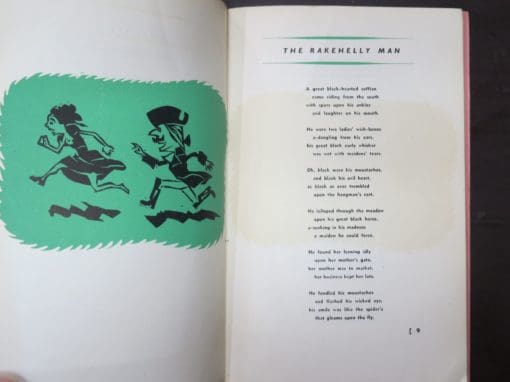 THE RAKEHELLY MAN
A great black-hearted ruffian
came riding from the south
with spurs upon his ankles
and laughter on his mouth.
He wore two ladies' wish-bones
a-dangling from his ears,
his great black curly whisker
was wet with maidens' tears.
Oh, black were his moustaches,
and black his evil heart,
as black as ever trembled
upon the hangman's cart.
He lolloped through the meadow
upon his great black horse,
a-seeking in his madness
a maiden he could force.
He found her leaning silly
upon her mother's gate,
her mother was to market,
her business kept her late.
He fondled his moustaches
and flashed his wicked eye,
his smile was like the spider's
that gleams upon the fly.
[ 9